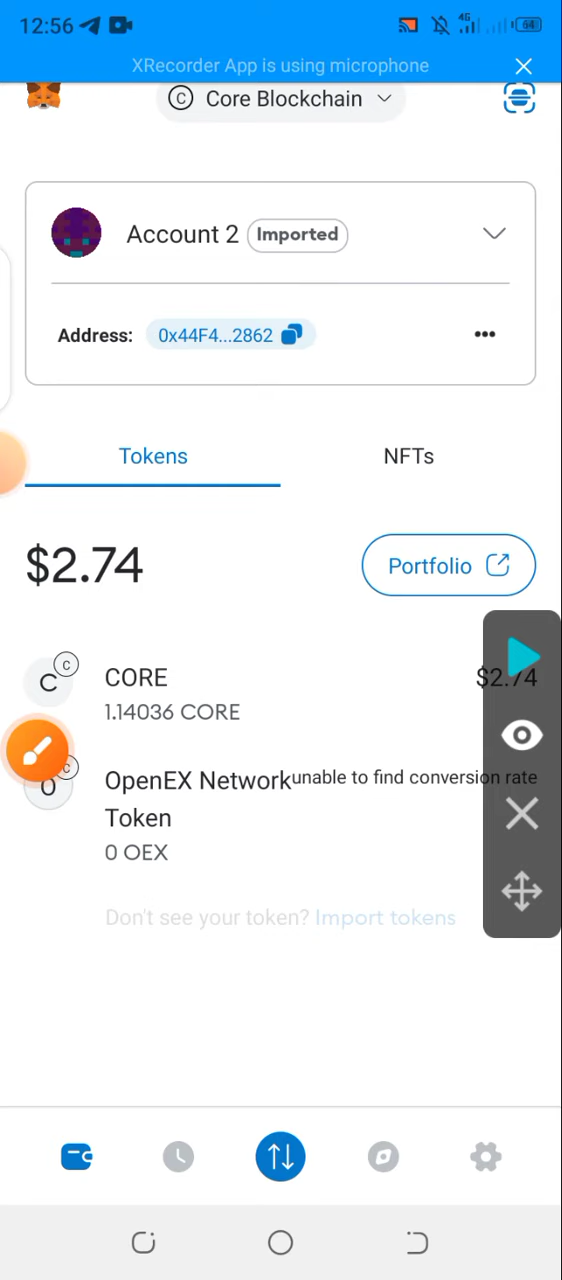 12:56
4G
64
XRecorder App is using microphone
C Core Blockchain
Account 2 Imported
Address: 0x44F4...2862
Tokens NFTs
$2.74 Portfolio
C C CORE $2.74
1.14036 CORE
O C OpenEX Network unable to find conversion rate
Token
0 OEX
Don't see your token? Import tokens